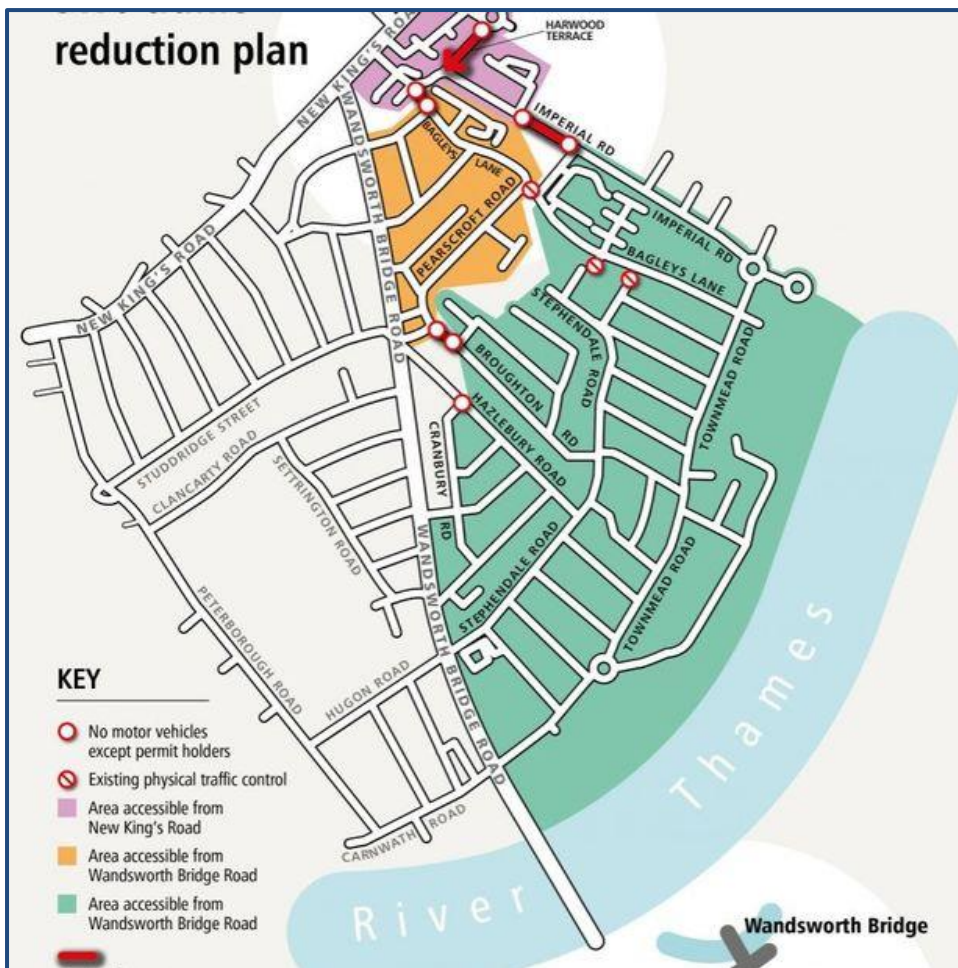 reduction plan
HARWOOD
TERRACE
NEW KING'S ROAD
WANDSWORTH BRIDGE ROAD
IMPERIAL RD
BAGLEYS LANE
PEARSCROFT ROAD
IMPERIAL RD
BAGLEYS LANE
NEW KING'S ROAD
STEPHENDALE ROAD
BROUGHTON RD
TOWNMEAD ROAD
HAZLEBURY ROAD
STUDDRIDGE STREET
CLANCARTY ROAD
SETTRINGTON ROAD
CRANBURY RD
WANDSWORTH BRIDGE ROAD
STEPHENDALE ROAD
TOWNMEAD ROAD
PETERBOROUGH ROAD
HUGON ROAD
CARNWATH ROAD
River Thames
KEY
No motor vehicles
except permit holders
Existing physical traffic control
Area accessible from
New King's Road
Area accessible from
Wandsworth Bridge Road
Area accessible from
Wandsworth Bridge Road
Wandsworth Bridge